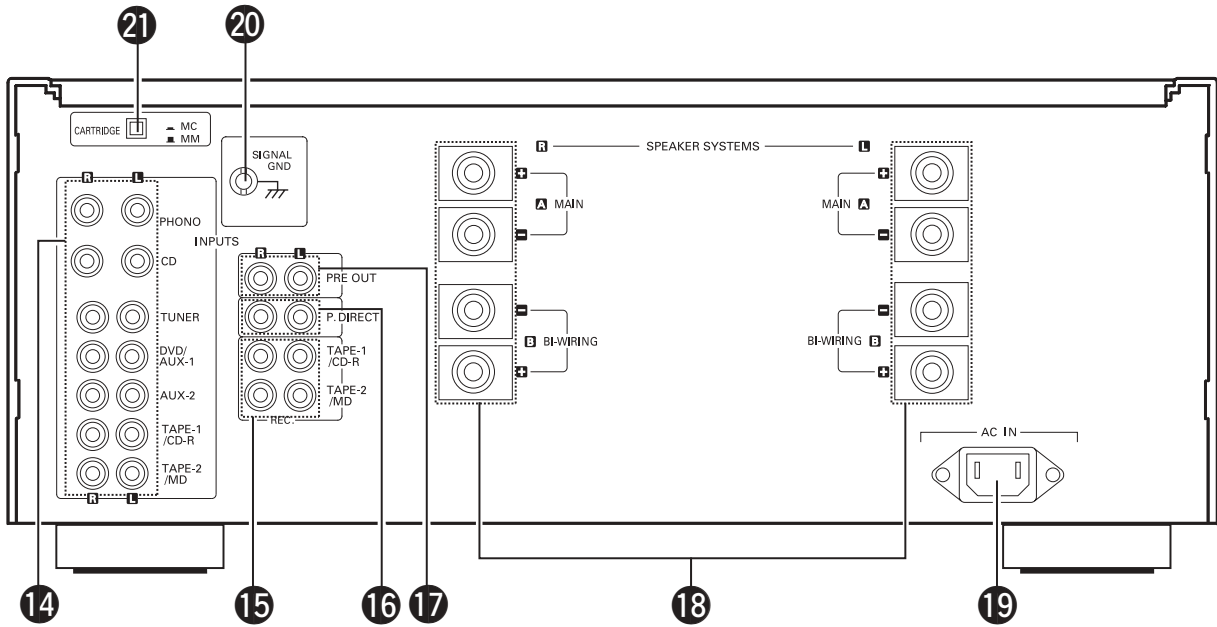 21
20
CARTRIDGE
MC
MM
SIGNAL
GND
R
L
PHONO
INPUTS
CD
TUNER
DVD/
AUX-1
AUX-2
TAPE-1
/CD-R
TAPE-2
/MD
R
L
R
L
PRE OUT
P.DIRECT
TAPE-1
/CD-R
TAPE-2
/MD
REC.
R
SPEAKER SYSTEMS
L
+
A MAIN
−
−
B BI-WIRING
+
+
MAIN A
−
−
BI-WIRING B
+
AC IN
14
15
16
17
18
19